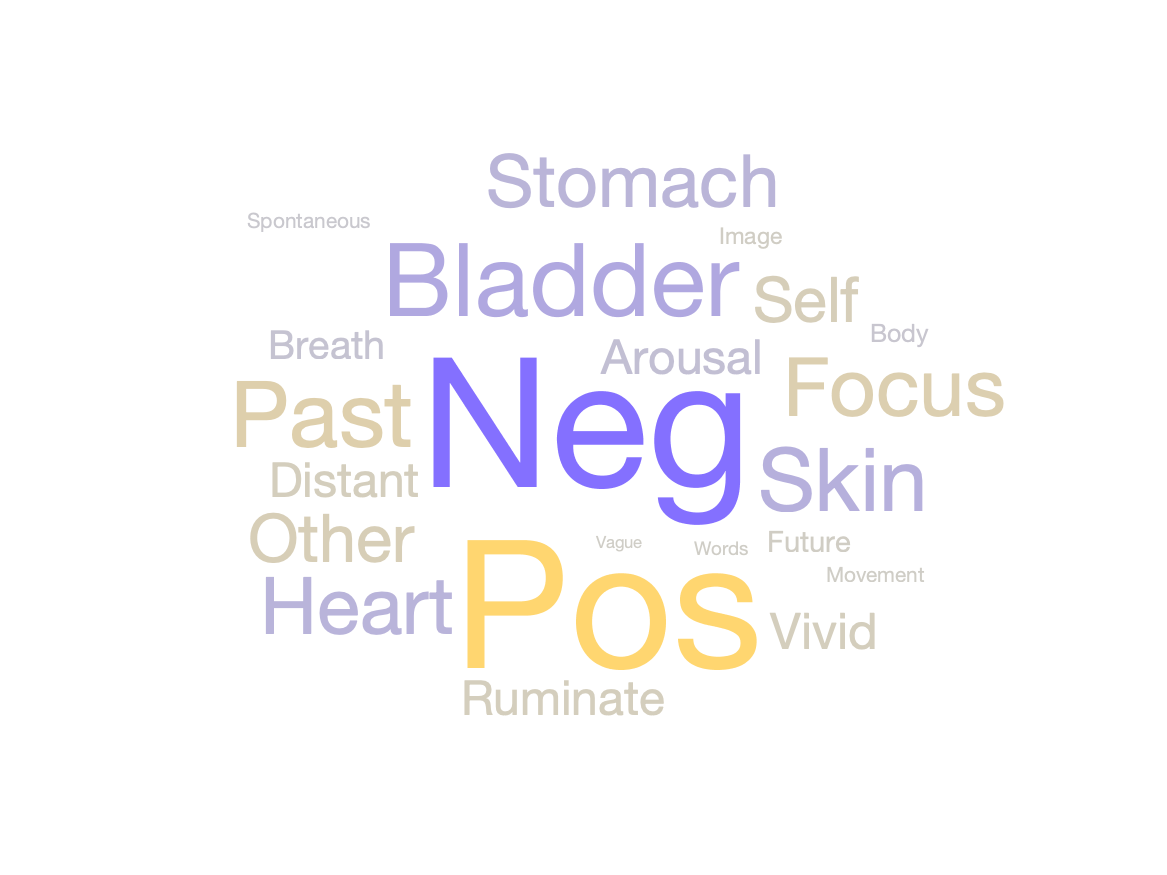 Stomach
Spontaneous
Image
Bladder
Self
Body
Breath
Arousal
Focus
Past
Neg
Distant
Skin
Other
Vague
Words
Future
Movement
Heart
Pos
Vivid
Ruminate